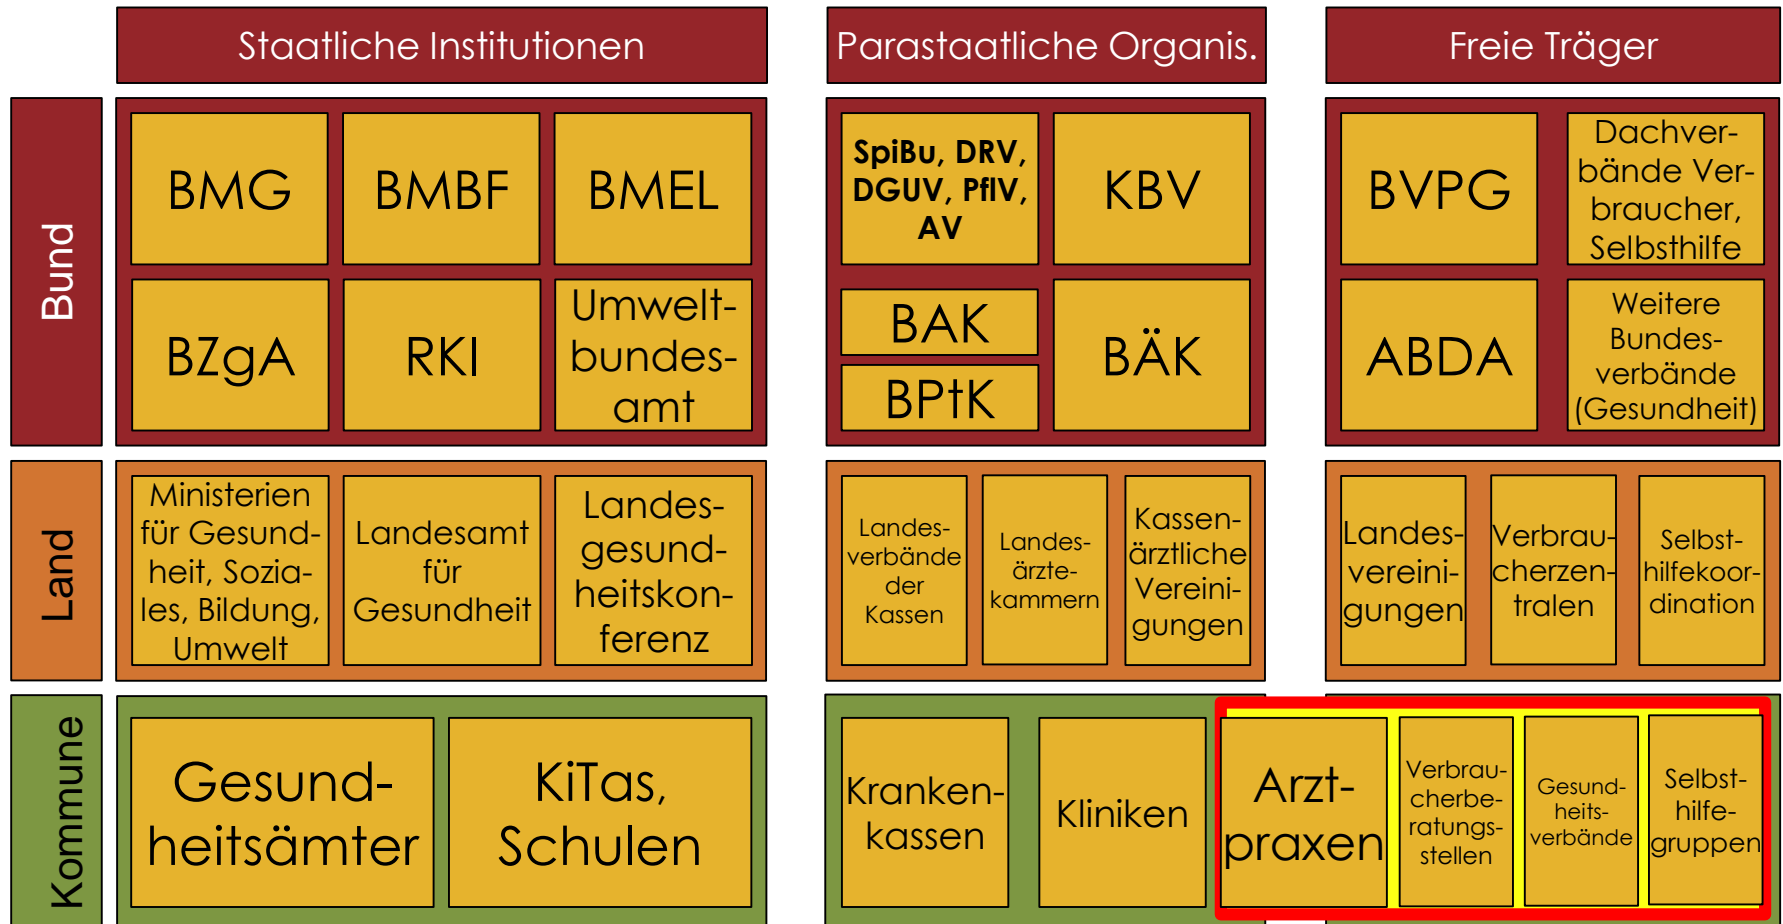 Staatliche Institutionen
Parastaatliche Organis.
Freie Träger
Bund
BMG
BMBF
BMEL
BZgA
RKI
Umwelt-
bundes-
amt
SpiBu, DRV,
DGUV, PflV,
AV
KBV
BAK
BPtK
BÄK
BVPG
Dachver-
bände Ver-
braucher,
Selbsthilfe
ABDA
Weitere
Bundes-
verbände
(Gesundheit)
Land
Ministerien
für Gesund-
heit, Sozia-
les, Bildung,
Umwelt
Landesamt
für
Gesundheit
Landes-
gesund-
heitskon-
ferenz
Landes-
verbände
der
Kassen
Landes-
ärzte-
kammern
Kassen-
ärztliche
Vereini-
gungen
Landes-
vereini-
gungen
Verbrau-
cherzen-
tralen
Selbst-
hilfekoor-
dination
Kommune
Gesund-
heitsämter
KiTas,
Schulen
Kranken-
kassen
Kliniken
Arzt-
praxen
Verbrau-
cherbe-
ratungs-
stellen
Gesund-
heits-
verbände
Selbst-
hilfe-
gruppen